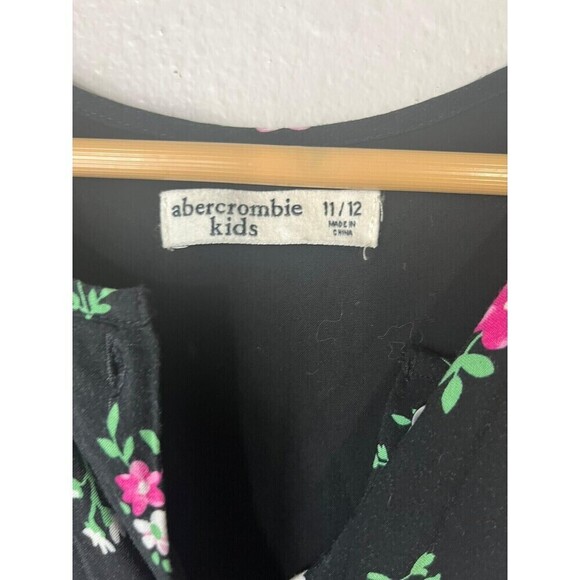 abercrombie
kids
11/12
MADE IN
CHINA